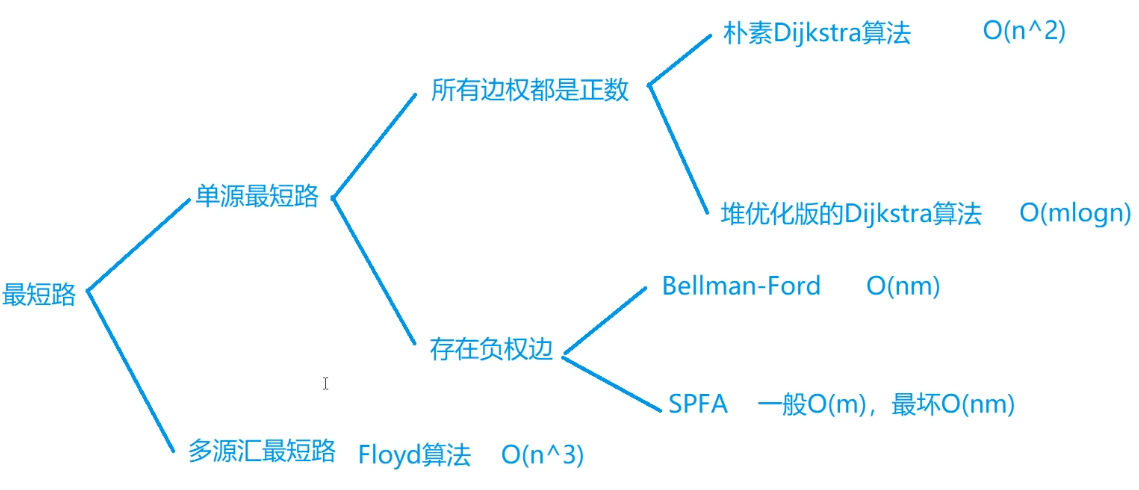 朴素Dijkstra算法 O(n^2)
所有边权都是正数
单源最短路
堆优化版的Dijkstra算法 O(mlogn)
最短路
Bellman-Ford O(nm)
存在负权边
SPFA 一般O(m)，最坏O(nm)
多源汇最短路 Floyd算法 O(n^3)